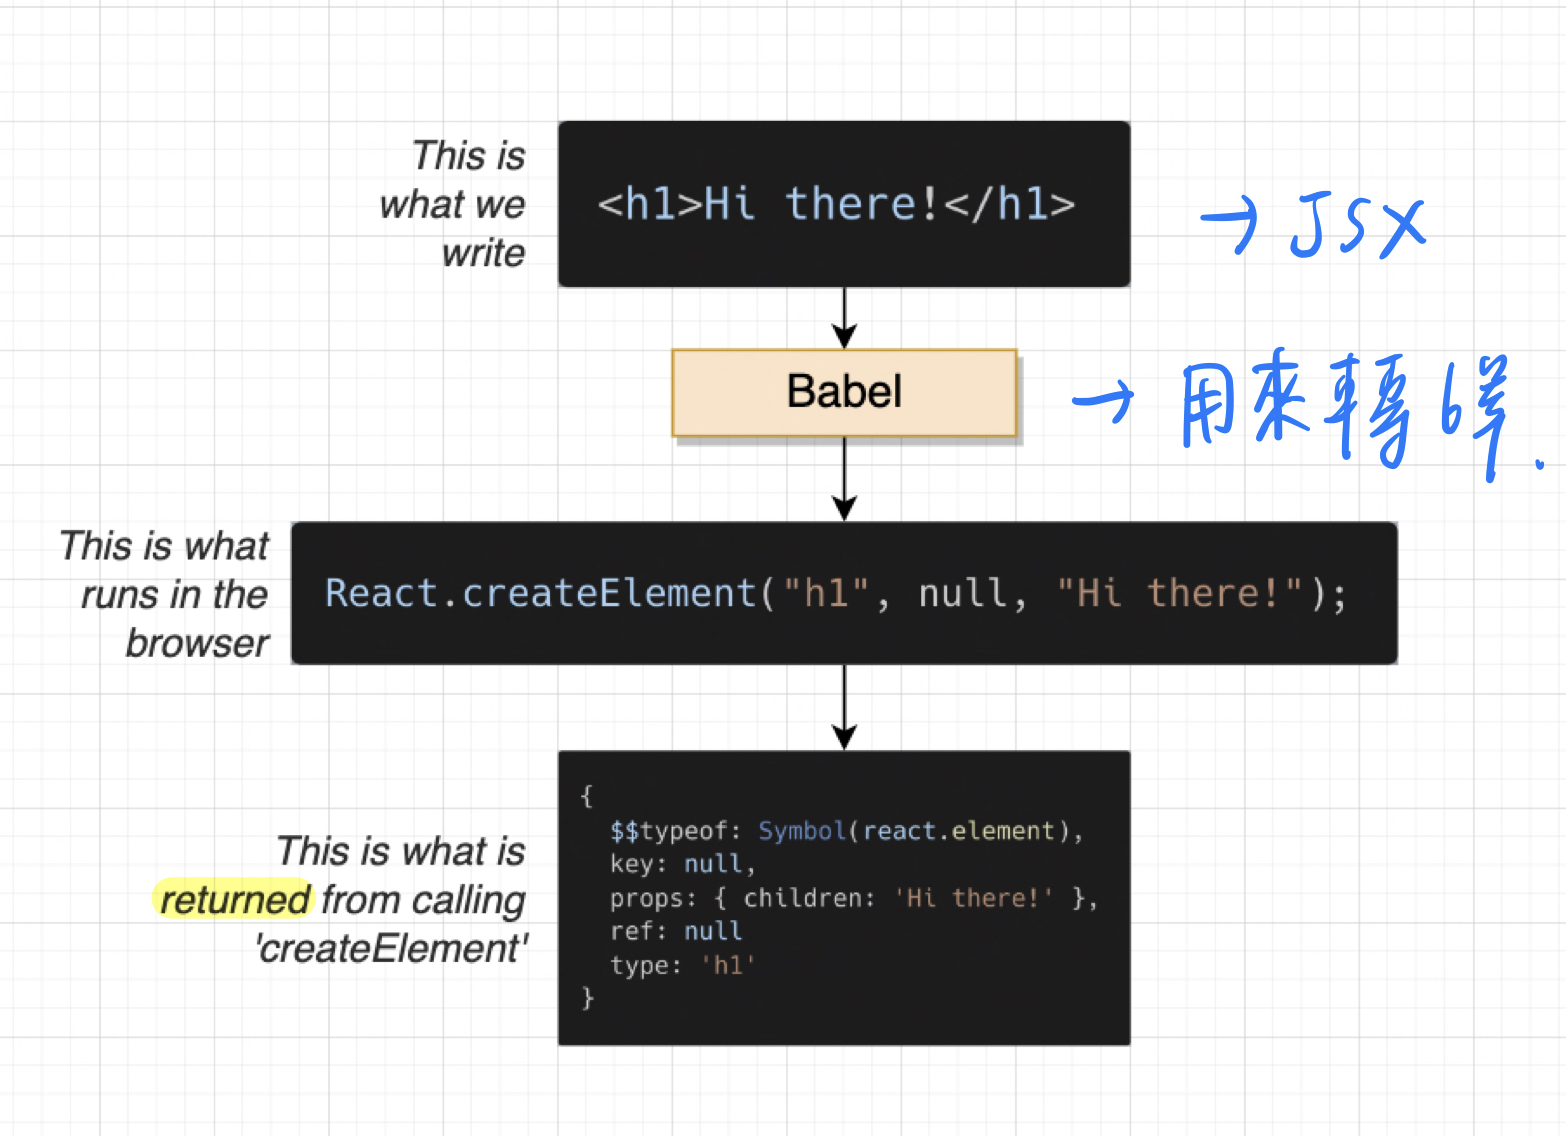 This is
what we
write
<h1>Hi there!</h1>
→ JSX
Babel
→ 用來轉譯.
This is what
runs in the
browser
React.createElement("h1", null, "Hi there!");
This is what is
returned from calling
'createElement'
{
$$typeof: Symbol(react.element),
key: null,
props: { children: 'Hi there!' },
ref: null
type: 'h1'
}